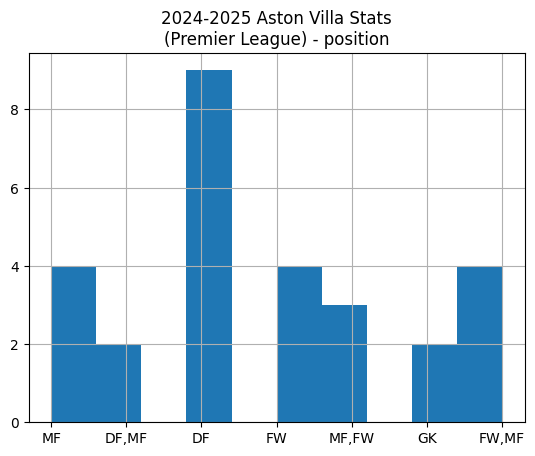 2024-2025 Aston Villa Stats
(Premier League) - position
8
6
4
2
0
MF DF,MF DF FW MF,FW GK FW,MF